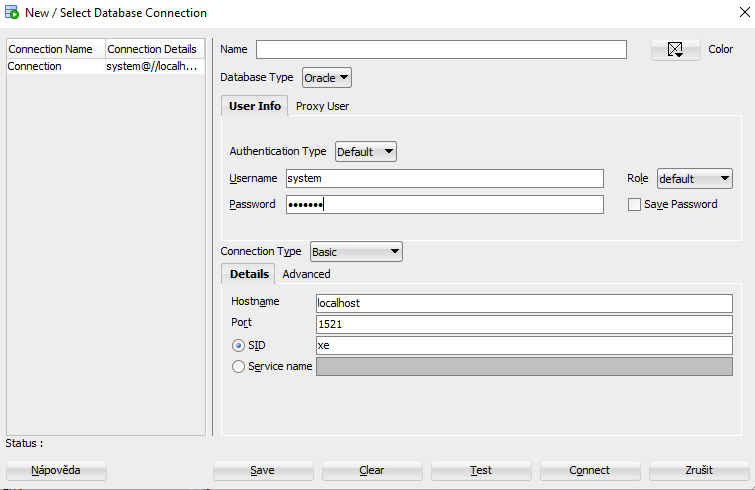 New / Select Database Connection
Connection Name Connection Details
Connection system@//localh...
Name Color
Database Type Oracle
User Info Proxy User
Authentication Type Default
Username system Role default
Password ••••••• Save Password
Connection Type Basic
Details Advanced
Hostname localhost
Port 1521
SID xe
Service name
Status :
Nápověda Save Clear Test Connect Zrušit